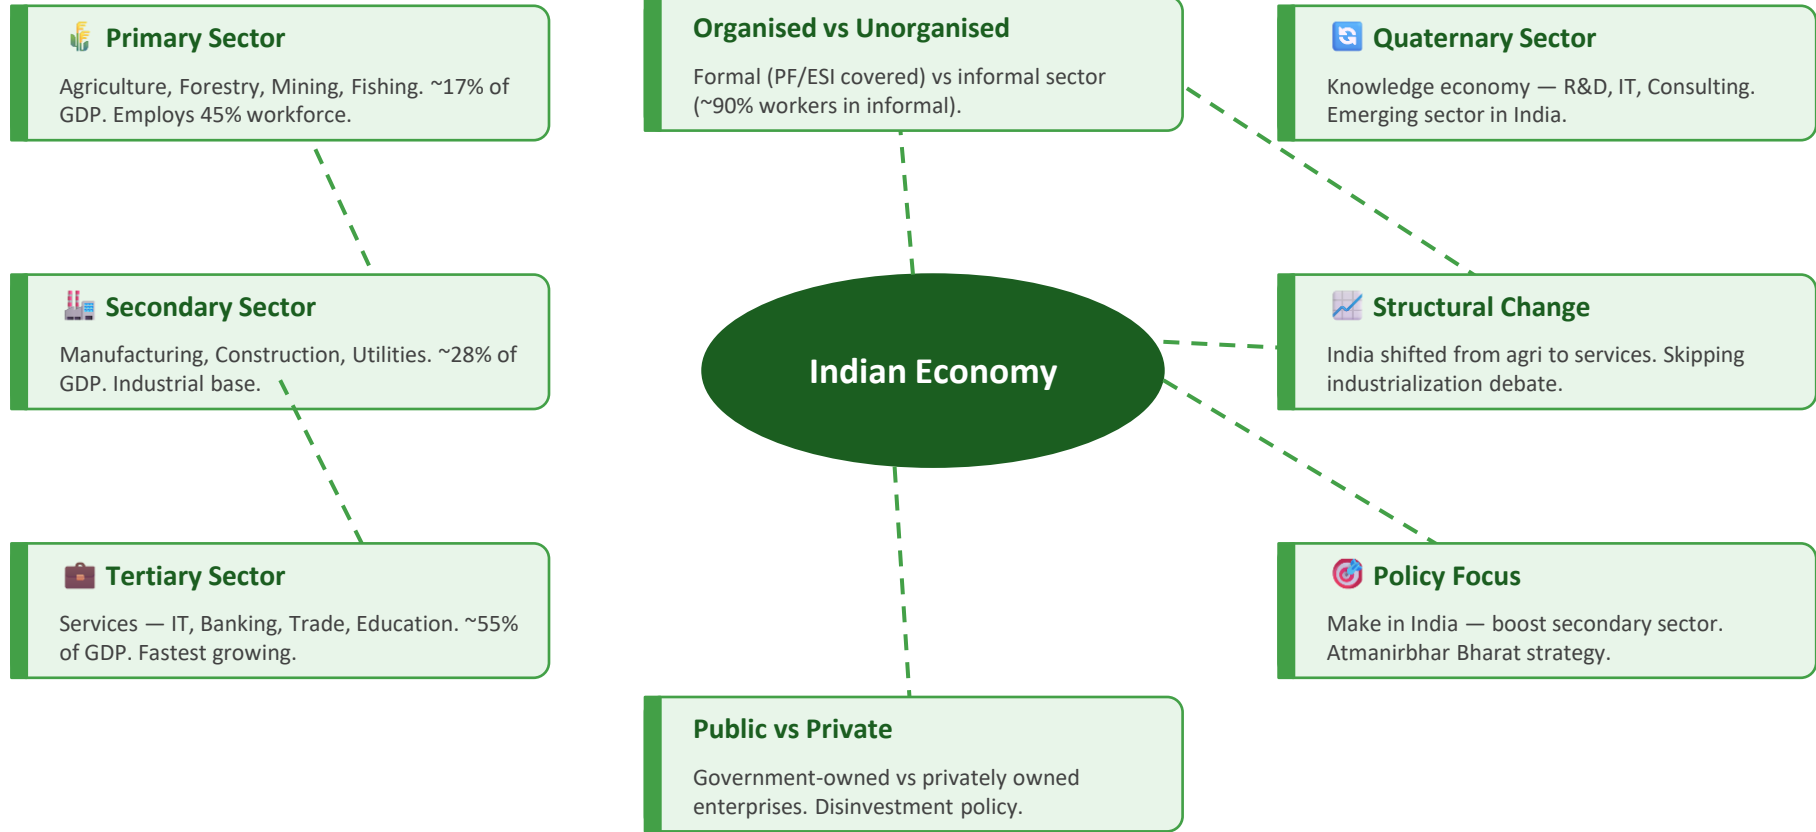 Primary Sector
Agriculture, Forestry, Mining, Fishing. ~17% of
GDP. Employs 45% workforce.
Organised vs Unorganised
Formal (PF/ESI covered) vs informal sector
(~90% workers in informal).
Quaternary Sector
Knowledge economy — R&D, IT, Consulting.
Emerging sector in India.
Secondary Sector
Manufacturing, Construction, Utilities. ~28% of
GDP. Industrial base.
Indian Economy
Structural Change
India shifted from agri to services. Skipping
industrialization debate.
Tertiary Sector
Services — IT, Banking, Trade, Education. ~55%
of GDP. Fastest growing.
Policy Focus
Make in India — boost secondary sector.
Atmanirbhar Bharat strategy.
Public vs Private
Government-owned vs privately owned
enterprises. Disinvestment policy.